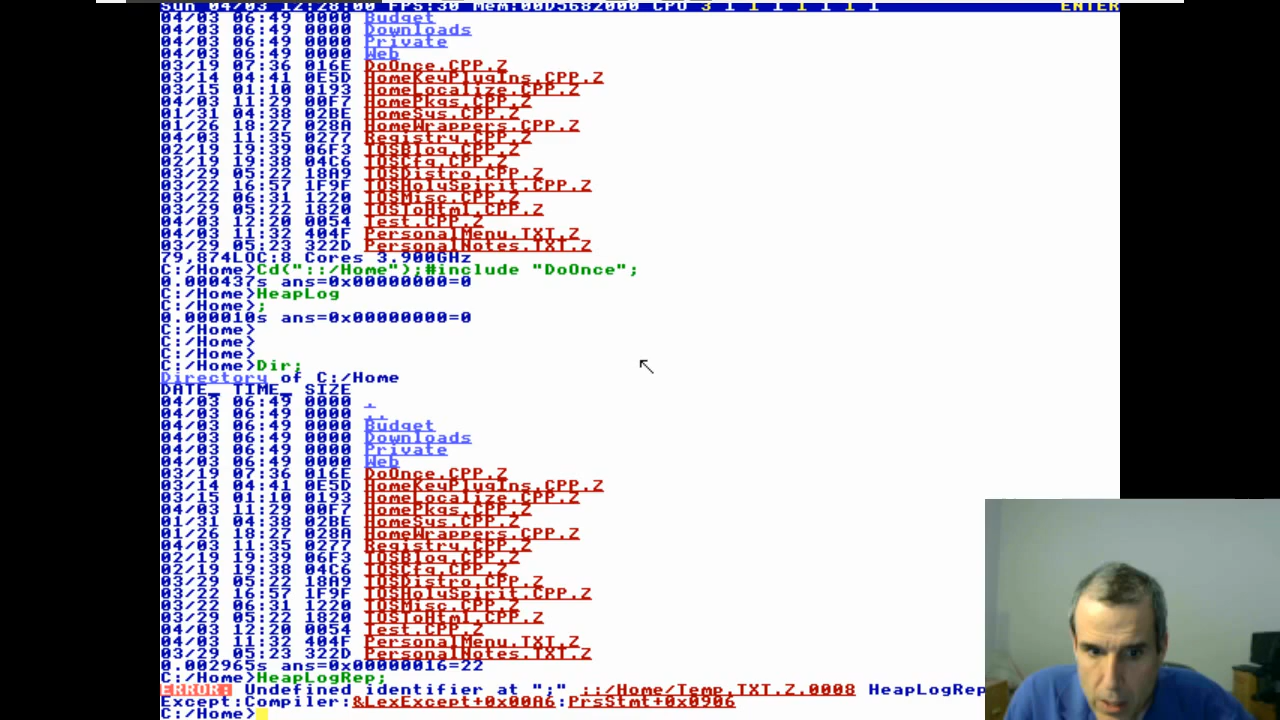 Sun 04/03 12:28:00 FPS:30 Mem:00D5682000 CPU 3 1 1 1 1 1 1 1 ENTER
04/03 06:49 0000 Budget
04/03 06:49 0000 Downloads
04/03 06:49 0000 Private
04/03 06:49 0000 Web
03/19 07:36 016E DoOnce.CPP.Z
03/14 04:41 0E5D HomeKeyPlugIns.CPP.Z
03/15 01:10 0193 HomeLocalize.CPP.Z
04/03 11:29 00F7 HomePkgs.CPP.Z
01/31 04:38 02BE HomeSys.CPP.Z
01/26 18:27 028A HomeWrappers.CPP.Z
04/03 11:35 0277 Registry.CPP.Z
02/19 19:39 06F3 TOSBlog.CPP.Z
02/19 19:38 04C6 TOSCfg.CPP.Z
03/29 05:22 18A9 TOSDistro.CPP.Z
03/22 16:57 1F9F TOSHolySpirit.CPP.Z
03/22 06:31 1220 TOSMisc.CPP.Z
03/29 05:22 1820 TOSToHtml.CPP.Z
04/03 12:20 0054 Test.CPP.Z
04/03 11:32 404F PersonalMenu.TXT.Z
03/29 05:23 322D PersonalNotes.TXT.Z
79,874LOC:8 Cores 3.900GHz
C:/Home>Cd("::/Home");#include "DoOnce";
0.000437s ans=0x00000000=0
C:/Home>HeapLog
C:/Home>;
0.000010s ans=0x00000000=0
C:/Home>
C:/Home>
C:/Home>
C:/Home>Dir;
Directory of C:/Home
DATE_ TIME_ SIZE
04/03 06:49 0000 .
04/03 06:49 0000 ..
04/03 06:49 0000 Budget
04/03 06:49 0000 Downloads
04/03 06:49 0000 Private
04/03 06:49 0000 Web
03/19 07:36 016E DoOnce.CPP.Z
03/14 04:41 0E5D HomeKeyPlugIns.CPP.Z
03/15 01:10 0193 HomeLocalize.CPP.Z
04/03 11:29 00F7 HomePkgs.CPP.Z
01/31 04:38 02BE HomeSys.CPP.Z
01/26 18:27 028A HomeWrappers.CPP.Z
04/03 11:35 0277 Registry.CPP.Z
02/19 19:39 06F3 TOSBlog.CPP.Z
02/19 19:38 04C6 TOSCfg.CPP.Z
03/29 05:22 18A9 TOSDistro.CPP.Z
03/22 16:57 1F9F TOSHolySpirit.CPP.Z
03/22 06:31 1220 TOSMisc.CPP.Z
03/29 05:22 1820 TOSToHtml.CPP.Z
04/03 12:20 0054 Test.CPP.Z
04/03 11:32 404F PersonalMenu.TXT.Z
03/29 05:23 322D PersonalNotes.TXT.Z
0.002965s ans=0x00000016=22
C:/Home>HeapLogRep;
ERROR: Undefined identifier at ";" ::/Home/Temp.TXT.Z,0008 HeapLogRep
Except:Compiler:&LexExcept+0x00A6:PrsStmt+0x0906
C:/Home>